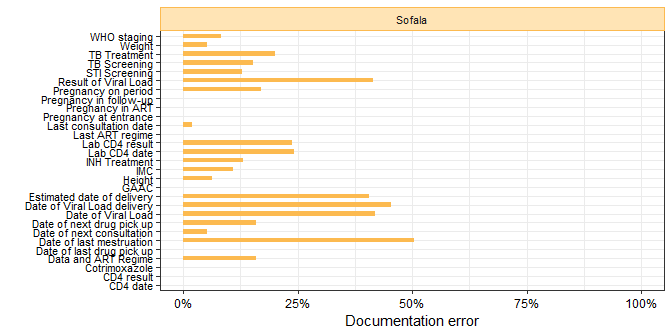 Sofala
WHO staging
Weight
TB Treatment
TB Screening
STI Screening
Result of Viral Load
Pregnancy on period
Pregnancy in follow-up
Pregnancy in ART
Pregnancy at entrance
Last consultation date
Last ART regime
Lab CD4 result
Lab CD4 date
INH Treatment
IMC
Height
GAAC
Estimated date of delivery
Date of Viral Load delivery
Date of Viral Load
Date of next drug pick up
Date of next consultation
Date of last mestruation
Date of last drug pick up
Data and ART Regime
Cotrimoxazole
CD4 result
CD4 date
0% 25% 50% 75% 100%
Documentation error